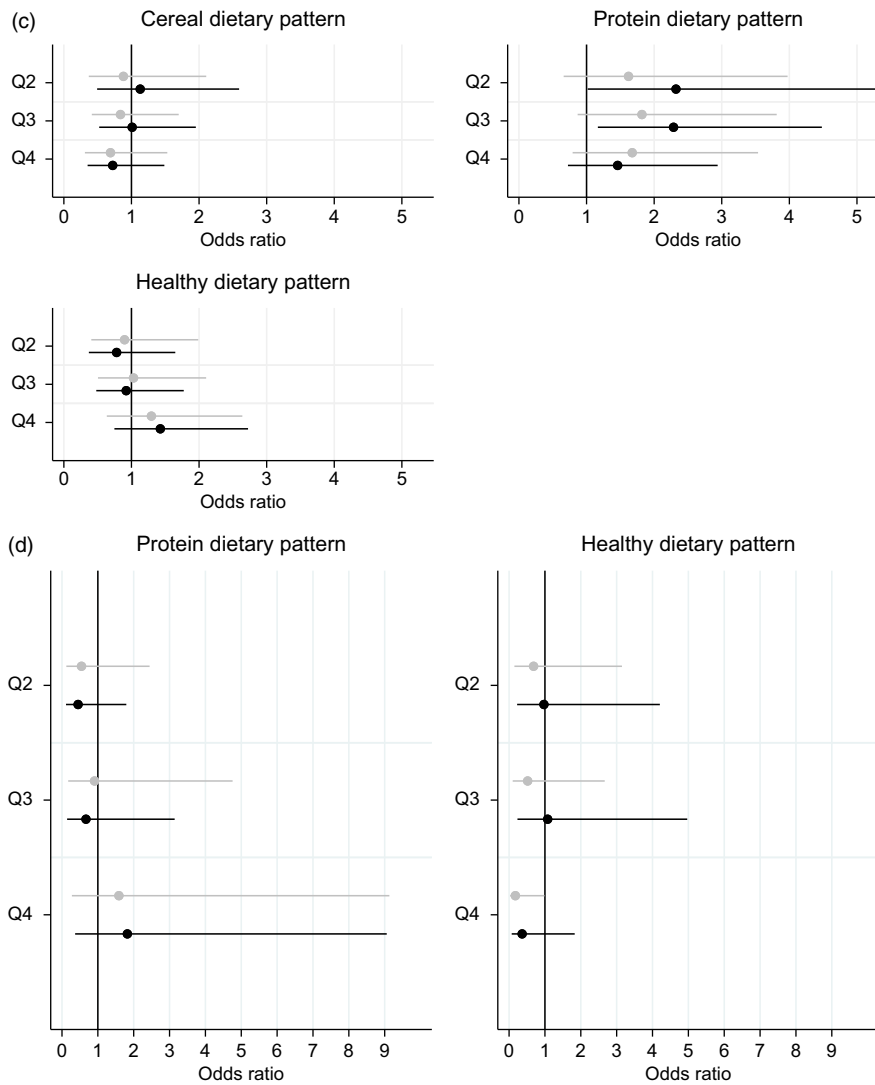 (c)
Cereal dietary pattern
Q2
Q3
Q4
0 1 2 3 4 5
Odds ratio
Protein dietary pattern
Q2
Q3
Q4
0 1 2 3 4 5
Odds ratio
Healthy dietary pattern
Q2
Q3
Q4
0 1 2 3 4 5
Odds ratio
(d)
Protein dietary pattern
Q2
Q3
Q4
0 1 2 3 4 5 6 7 8 9
Odds ratio
Healthy dietary pattern
Q2
Q3
Q4
0 1 2 3 4 5 6 7 8 9
Odds ratio